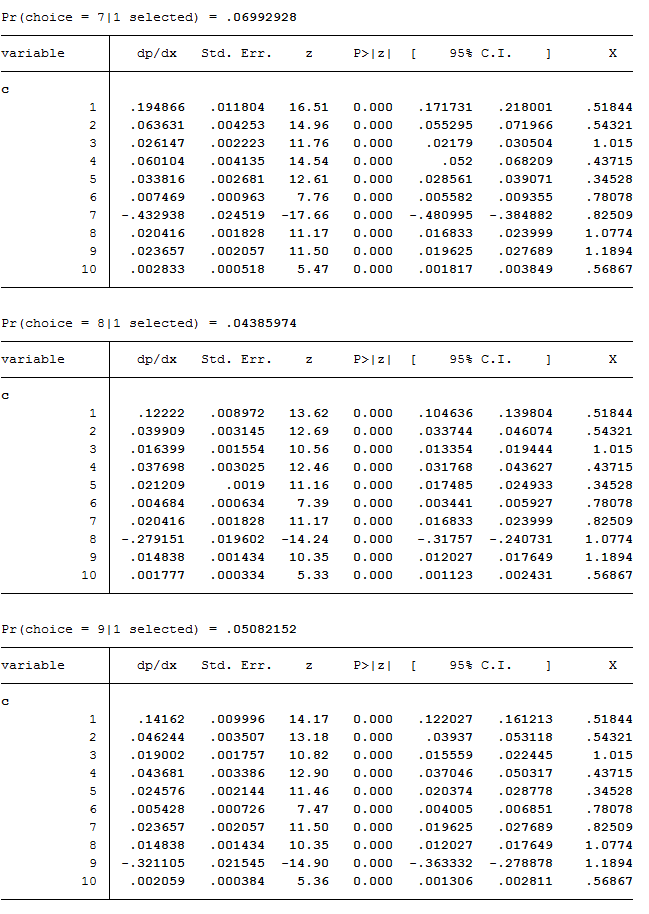 Pr(choice = 7|1 selected) = .06992928
variable dp/dx Std. Err. z P>|z| [ 95% C.I. ] X
c
1 .194866 .011804 16.51 0.000 .171731 .218001 .51844
2 .063631 .004253 14.96 0.000 .055295 .071966 .54321
3 .026147 .002223 11.76 0.000 .02179 .030504 1.015
4 .060104 .004135 14.54 0.000 .052 .068209 .43715
5 .033816 .002681 12.61 0.000 .028561 .039071 .34528
6 .007469 .000963 7.76 0.000 .005582 .009355 .78078
7 -.432938 .024519 -17.66 0.000 -.480995 -.384882 .82509
8 .020416 .001828 11.17 0.000 .016833 .023999 1.0774
9 .023657 .002057 11.50 0.000 .019625 .027689 1.1894
10 .002833 .000518 5.47 0.000 .001817 .003849 .56867
Pr(choice = 8|1 selected) = .04385974
variable dp/dx Std. Err. z P>|z| [ 95% C.I. ] X
c
1 .12222 .008972 13.62 0.000 .104636 .139804 .51844
2 .039909 .003145 12.69 0.000 .033744 .046074 .54321
3 .016399 .001554 10.56 0.000 .013354 .019444 1.015
4 .037698 .003025 12.46 0.000 .031768 .043627 .43715
5 .021209 .0019 11.16 0.000 .017485 .024933 .34528
6 .004684 .000634 7.39 0.000 .003441 .005927 .78078
7 .020416 .001828 11.17 0.000 .016833 .023999 .82509
8 -.279151 .019602 -14.24 0.000 -.31757 -.240731 1.0774
9 .014838 .001434 10.35 0.000 .012027 .017649 1.1894
10 .001777 .000334 5.33 0.000 .001123 .002431 .56867
Pr(choice = 9|1 selected) = .05082152
variable dp/dx Std. Err. z P>|z| [ 95% C.I. ] X
c
1 .14162 .009996 14.17 0.000 .122027 .161213 .51844
2 .046244 .003507 13.18 0.000 .03937 .053118 .54321
3 .019002 .001757 10.82 0.000 .015559 .022445 1.015
4 .043681 .003386 12.90 0.000 .037046 .050317 .43715
5 .024576 .002144 11.46 0.000 .020374 .028778 .34528
6 .005428 .000726 7.47 0.000 .004005 .006851 .78078
7 .023657 .002057 11.50 0.000 .019625 .027689 .82509
8 .014838 .001434 10.35 0.000 .012027 .017649 1.0774
9 -.321105 .021545 -14.90 0.000 -.363332 -.278878 1.1894
10 .002059 .000384 5.36 0.000 .001306 .002811 .56867